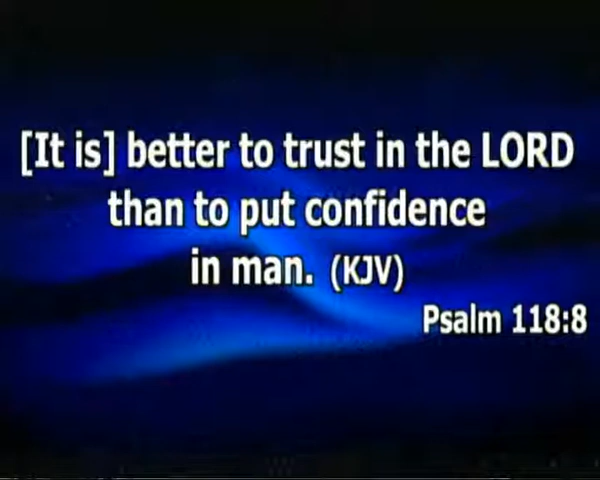 [It is] better to trust in the LORD
than to put confidence
in man. (KJV)
Psalm 118:8